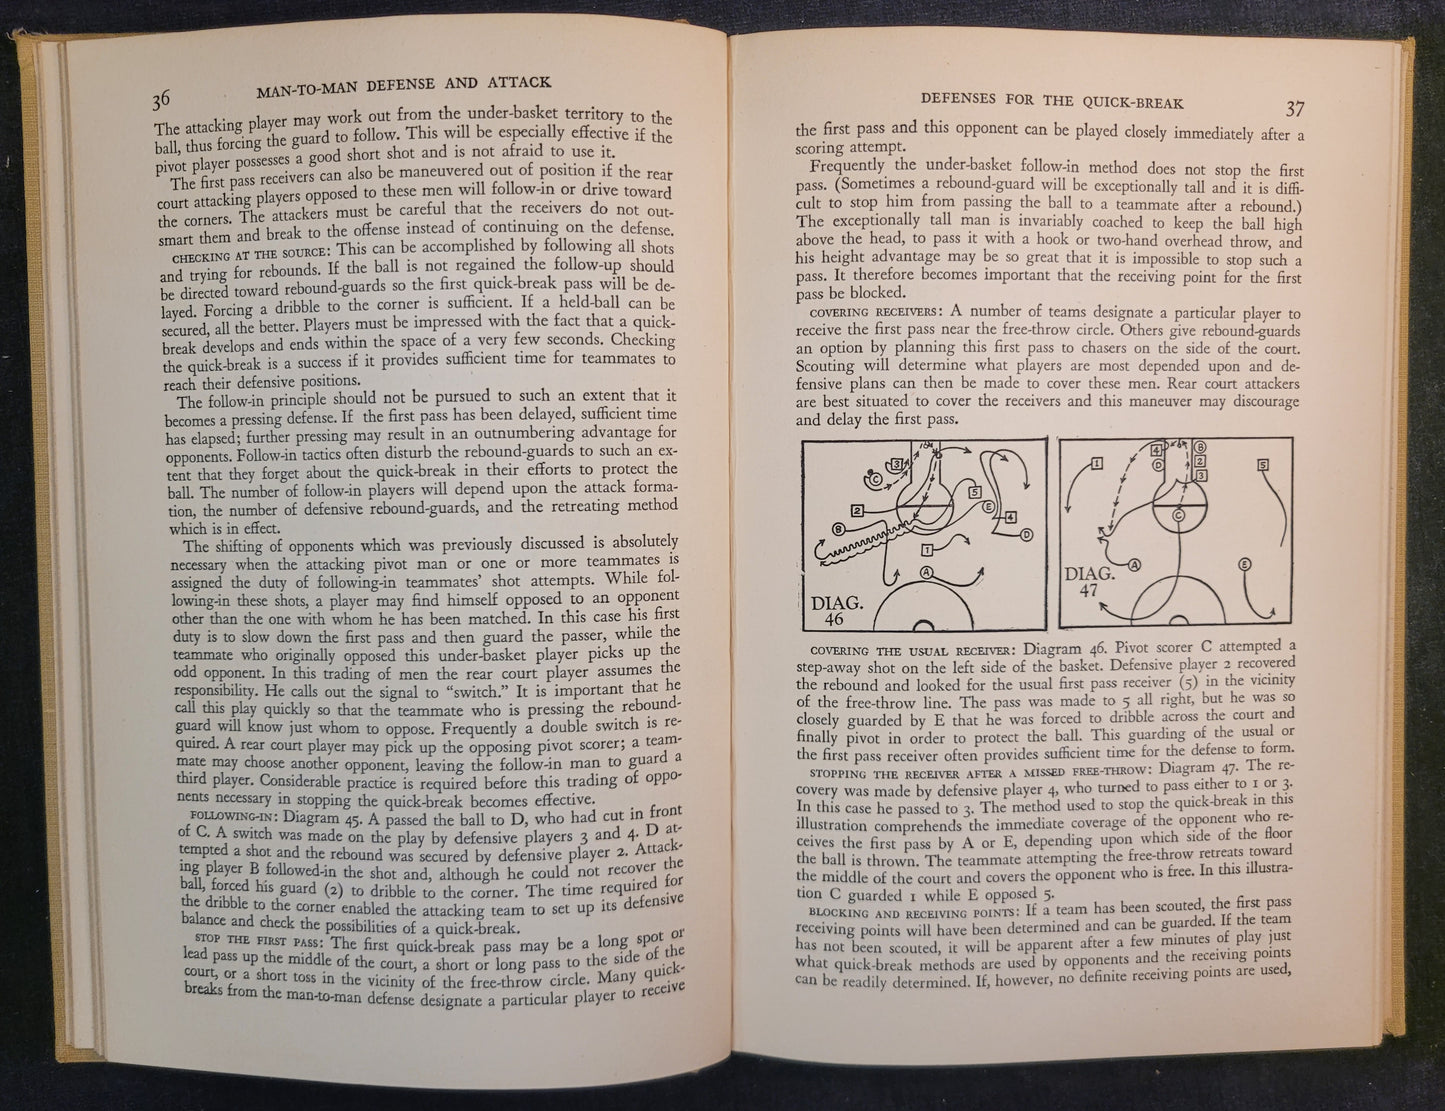 36
MAN-TO-MAN DEFENSE AND ATTACK
The attacking player may work out from the under-basket territory to the
ball, thus forcing the guard to follow. This will be especially effective if the
pivot player possesses a good short shot and is not afraid to use it.
The first pass receivers can also be maneuvered out of position if the rear
court attacking players opposed to these men will follow-in or drive toward
the corners. The attackers must be careful that the receivers do not out-
smart them and break to the offense instead of continuing on the defense.
CHECKING AT THE SOURCE: This can be accomplished by following all shots
and trying for rebounds. If the ball is not regained the follow-up should
be directed toward rebound-guards so the first quick-break pass will be de-
layed. Forcing a dribble to the corner is sufficient. If a held-ball can be
secured, all the better. Players must be impressed with the fact that a quick-
break develops and ends within the space of a very few seconds. Checking
the quick-break is a success if it provides sufficient time for teammates to
reach their defensive positions.
The follow-in principle should not be pursued to such an extent that it
becomes a pressing defense. If the first pass has been delayed, sufficient time
has elapsed; further pressing may result in an outnumbering advantage for
opponents. Follow-in tactics often disturb the rebound-guards to such an ex-
tent that they forget about the quick-break in their efforts to protect the
ball. The number of follow-in players will depend upon the attack forma-
tion, the number of defensive rebound-guards, and the retreating method
which is in effect.
The shifting of opponents which was previously discussed is absolutely
necessary when the attacking pivot man or one or more teammates is
assigned the duty of following-in teammates' shot attempts. While fol-
lowing-in these shots, a player may find himself opposed to an opponent
other than the one with whom he has been matched. In this case his first
duty is to slow down the first pass and then guard the passer, while the
teammate who originally opposed this under-basket player picks up the
odd opponent. In this trading of men the rear court player assumes the
responsibility. He calls out the signal to "switch." It is important that he
call this play quickly so that the teammate who is pressing the rebound-
guard will know just whom to oppose. Frequently a double switch is re-
quired. A rear court player may pick up the opposing pivot scorer; a team-
mate may choose another opponent, leaving the follow-in man to guard a
third player. Considerable practice is required before this trading of oppo-
nents necessary in stopping the quick-break becomes effective.
FOLLOWING-IN: Diagram 45. A passed the ball to D, who had cut in front
of C. A switch was made on the play by defensive players 3 and 4. D at-
tempted a shot and the rebound was secured by defensive player 2. Attack-
ing player B followed-in the shot and, although he could not recover the
ball, forced his guard (2) to dribble to the corner. The time required for
the dribble to the corner enabled the attacking team to set up its defensive
balance and check the possibilities of a quick-break.
STOP THE FIRST PASS: The first quick-break pass may be a long spot or
lead pass up the middle of the court, a short or long pass to the side of the
court, or a short toss in the vicinity of the free-throw circle. Many quick-
breaks from the man-to-man defense designate a particular player to receive
DEFENSES FOR THE QUICK-BREAK
37
the first pass and this opponent can be played closely immediately after a
scoring attempt.
Frequently the under-basket follow-in method does not stop the first
pass. (Sometimes a rebound-guard will be exceptionally tall and it is diffi-
cult to stop him from passing the ball to a teammate after a rebound.)
The exceptionally tall man is invariably coached to keep the ball high
above the head, to pass it with a hook or two-hand overhead throw, and
his height advantage may be so great that it is impossible to stop such a
pass. It therefore becomes important that the receiving point for the first
pass be blocked.
COVERING RECEIVERS: A number of teams designate a particular player to
receive the first pass near the free-throw circle. Others give rebound-guards
an option by planning this first pass to chasers on the side of the court.
Scouting will determine what players are most depended upon and de-
fensive plans can then be made to cover these men. Rear court attackers
are best situated to cover the receivers and this maneuver may discourage
and delay the first pass.
3
C
2
5
E
B
4
D
1
A
DIAG.
46
1
4
D
B
2
3
5
C
A
E
DIAG.
47
COVERING THE USUAL RECEIVER: Diagram 46. Pivot scorer C attempted a
step-away shot on the left side of the basket. Defensive player 2 recovered
the rebound and looked for the usual first pass receiver (5) in the vicinity
of the free-throw line. The pass was made to 5 all right, but he was so
closely guarded by E that he was forced to dribble across the court and
finally pivot in order to protect the ball. This guarding of the usual or
the first pass receiver often provides sufficient time for the defense to form.
STOPPING THE RECEIVER AFTER A MISSED FREE-THROW: Diagram 47. The re-
covery was made by defensive player 4, who turned to pass either to 1 or 3.
In this case he passed to 3. The method used to stop the quick-break in this
illustration comprehends the immediate coverage of the opponent who re-
ceives the first pass by A or E, depending upon which side of the floor
the ball is thrown. The teammate attempting the free-throw retreats toward
the middle of the court and covers the opponent who is free. In this illustra-
tion C guarded 1 while E opposed 5.
BLOCKING AND RECEIVING POINTS: If a team has been scouted, the first pass
receiving points will have been determined and can be guarded. If the team
has not been scouted, it will be apparent after a few minutes of play just
what quick-break methods are used by opponents and the receiving points
can be readily determined. If, however, no definite receiving points are used,